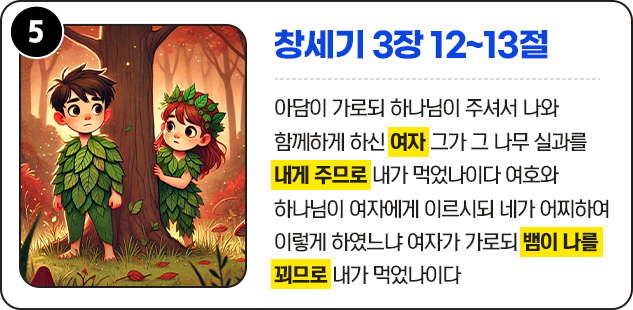 5
창세기 3장 12~13절
아담이 가로되 하나님이 주셔서 나와
함께하게 하신 여자 그가 그 나무 실과를
내게 주므로 내가 먹었나이다 여호와
하나님이 여자에게 이르시되 네가 어찌하여
이렇게 하였느냐 여자가 가로되 뱀이 나를
꾀므로 내가 먹었나이다